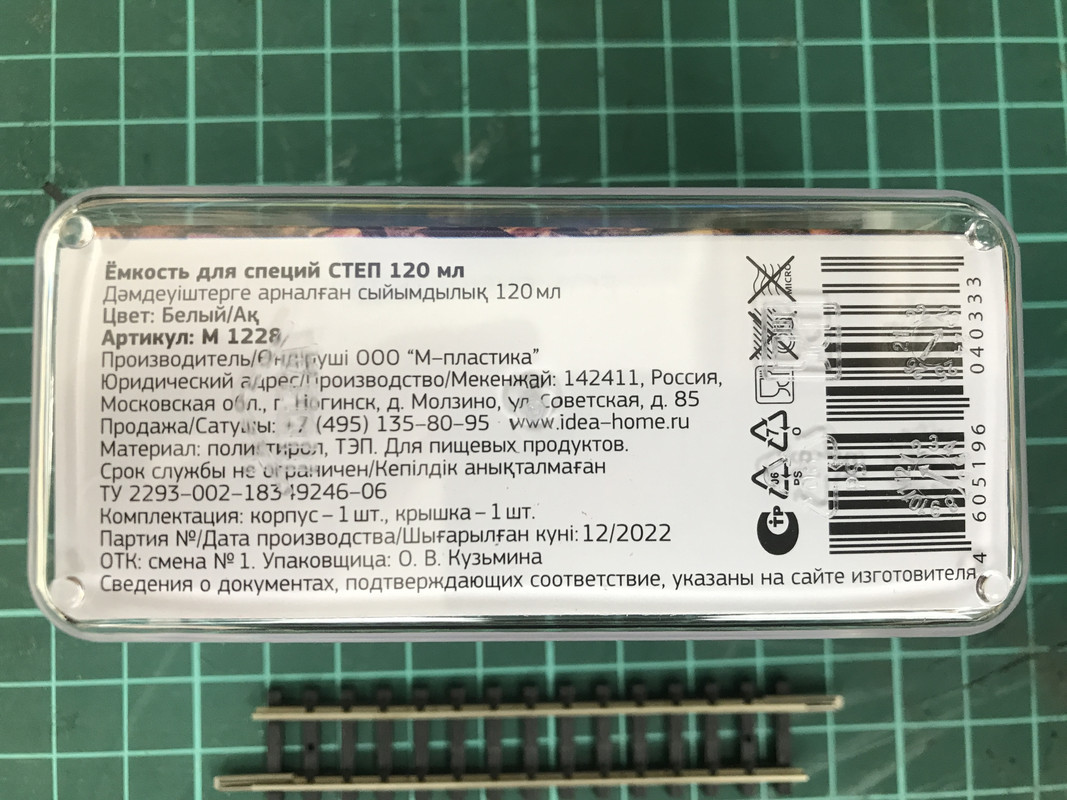 Ёмкость для специй СТЕП 120 мл
Дәмдеуіштерге арналған сыйымдылық 120 мл
Цвет: Белый/Ақ
Артикул: М 1228
Производитель/Өндіруші ООО “М–пластика”
Юридический адрес/производство/Мекенжай: 142411, Россия,
Московская обл., г. Ногинск, д. Молзино, ул. Советская, д. 85
Продажа/Сатушы: +7 (495) 135–80–95 www.idea–home.ru
Материал: полистирол, ТЭП. Для пищевых продуктов.
Срок службы не ограничен/Кепілдік анықталмаған
ТУ 2293–002–18349246–06
Комплектация: корпус – 1 шт., крышка – 1 шт.
Партия №/Дата производства/Шығарылған күні: 12/2022
ОТК: смена № 1. Упаковщица: О. В. Кузьмина
Сведения о документах, подтверждающих соответствие, указаны на сайте изготовителя
MICRO
7
O
PS
4 605196 040333